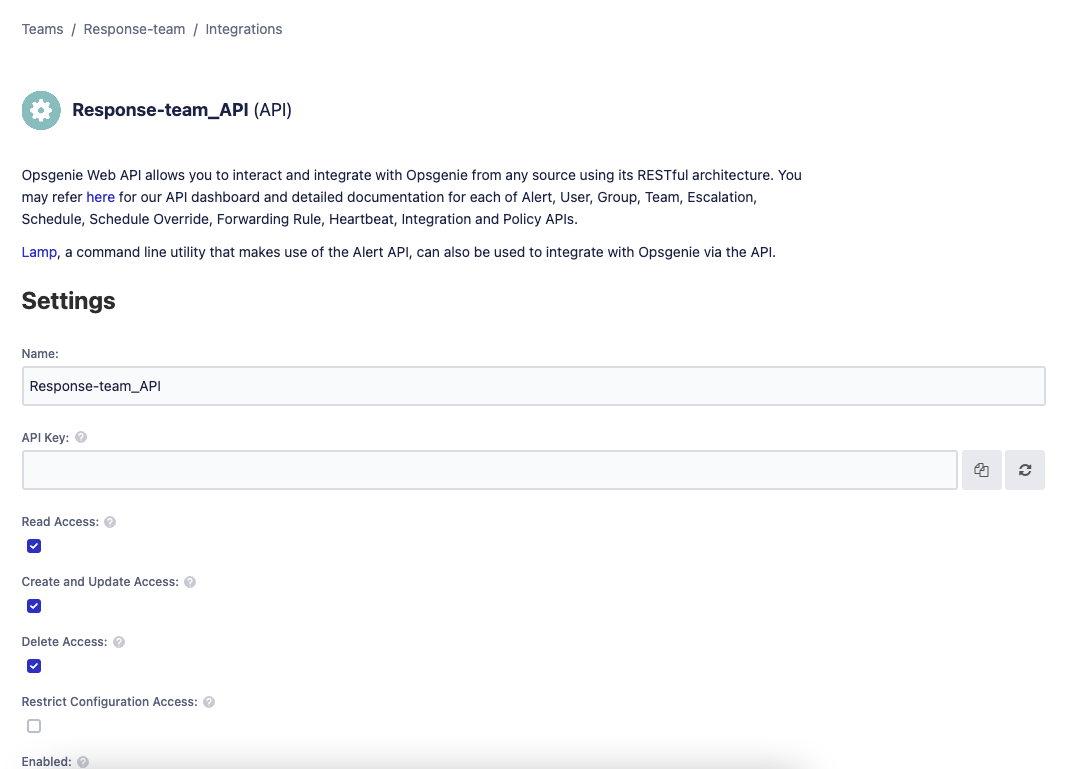 Teams / Response-team / Integrations
Response-team_API (API)
Opsgenie Web API allows you to interact and integrate with Opsgenie from any source using its RESTful architecture. You
may refer here for our API dashboard and detailed documentation for each of Alert, User, Group, Team, Escalation,
Schedule, Schedule Override, Forwarding Rule, Heartbeat, Integration and Policy APIs.
Lamp, a command line utility that makes use of the Alert API, can also be used to integrate with Opsgenie via the API.
Settings
Name:
Response-team_API
API Key: ?
Read Access: ?
Create and Update Access: ?
Delete Access: ?
Restrict Configuration Access: ?
Enabled: ?